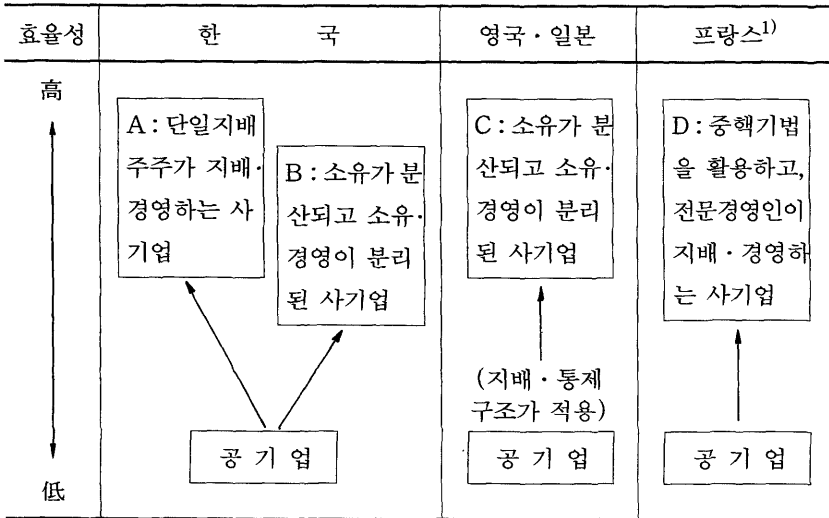 효율성 한 국 영국·일본 프랑스1)
高
A:단일지배
주주가 지배·
경영하는 사
기업
B:소유가 분
산되고 소유·
경영이 분리
된 사기업
C:소유가 분
산되고 소유·
경영이 분리
된 사기업
D:중핵기법
을 활용하고,
전문경영인이
지배·경영하
는 사기업
(지배·통제
구조가 적용)
공 기 업
공 기 업
공 기 업
低